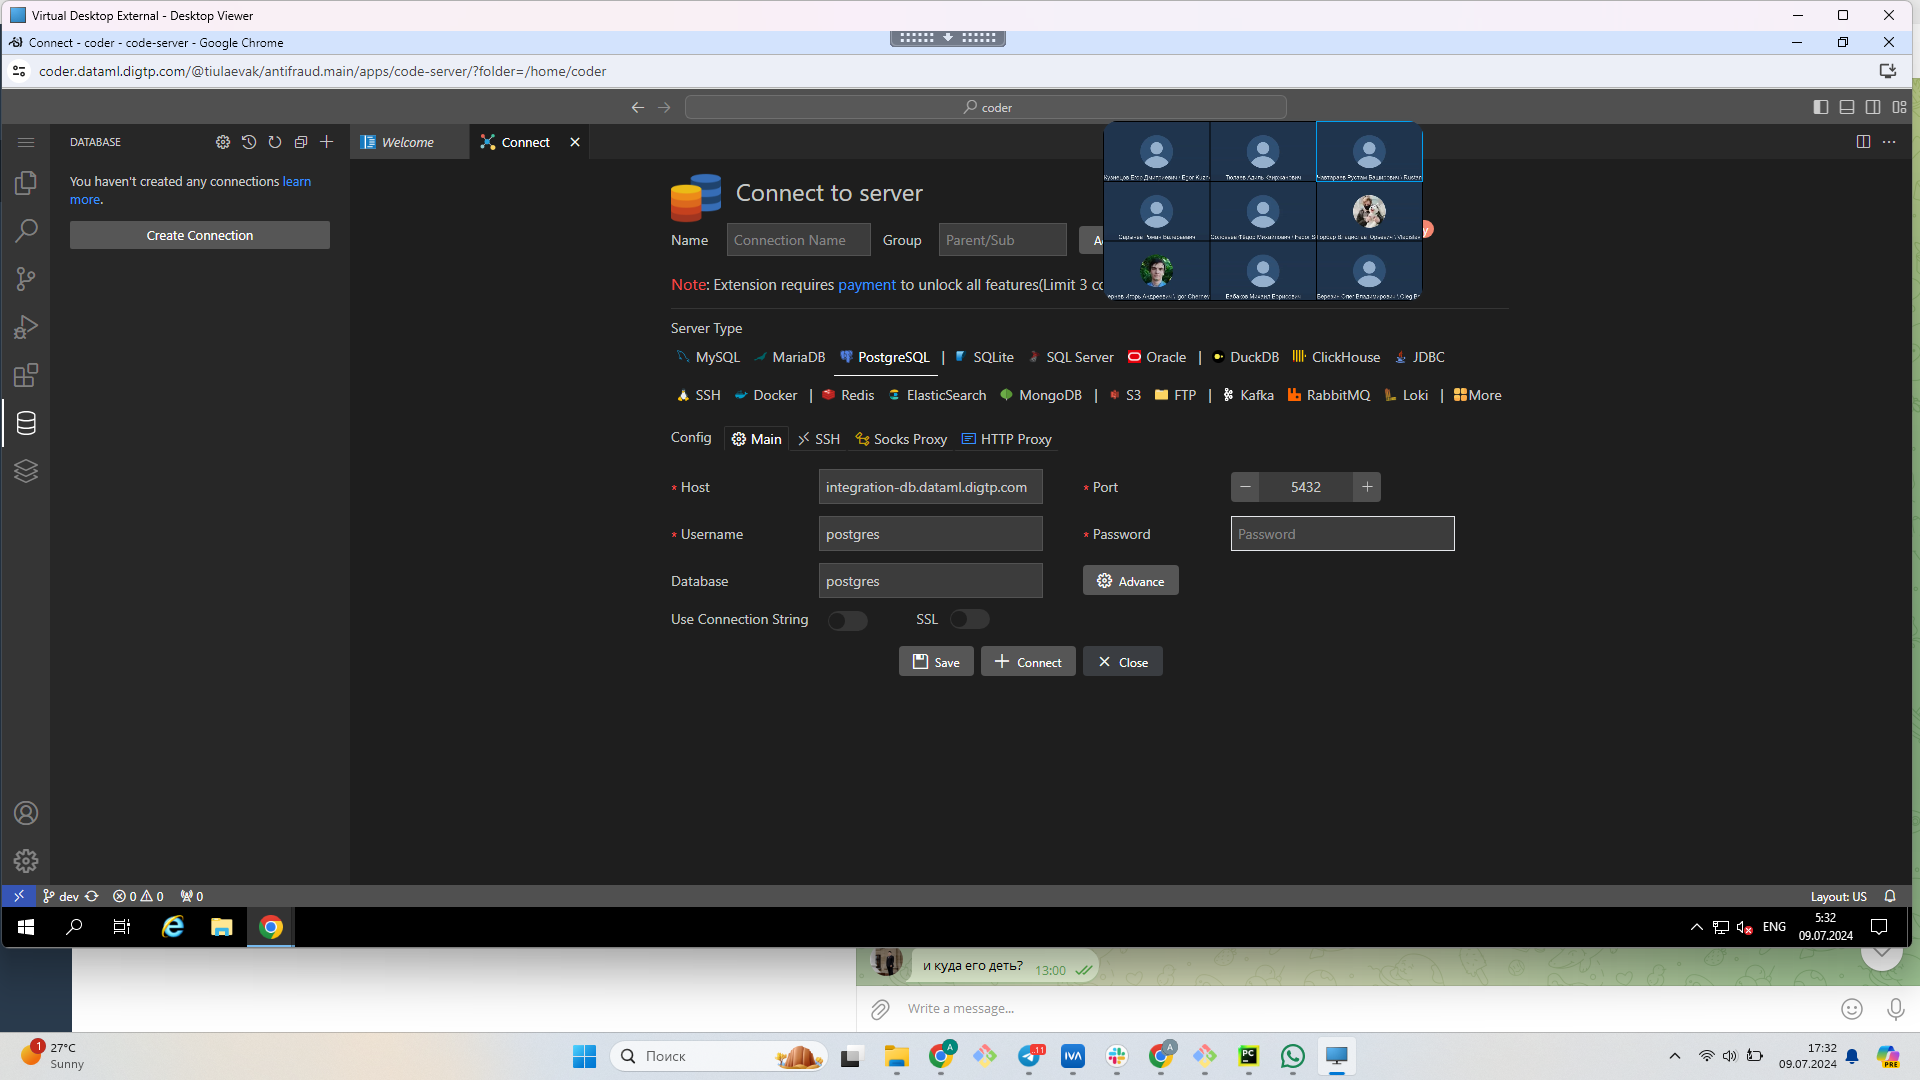 Virtual Desktop External - Desktop Viewer
Connect - coder - code-server - Google Chrome
coder.dataml.digtp.com/@tiulaevak/antifraud.main/apps/code-server/?folder=/home/coder
coder
DATABASE
Welcome
Connect
You haven't created any connections learn
more.
Create Connection
Connect to server
Name Connection Name Group Parent/Sub
Note: Extension requires payment to unlock all features(Limit 3
Server Type
MySQL MariaDB PostgreSQL | SQLite SQL Server Oracle | DuckDB ClickHouse JDBC
SSH Docker | Redis ElasticSearch MongoDB | S3 FTP | Kafka RabbitMQ Loki | More
Config Main SSH Socks Proxy HTTP Proxy
* Host integration-db.dataml.digtp.com * Port 5432
* Username postgres * Password Password
Database postgres Advance
Use Connection String SSL
Save Connect Close
dev 0 0 0 Layout: US
ENG 5:32
09.07.2024
и куда его деть? 13:00
Write a message...
1 27°C
Sunny
Поиск
A 11 IVA A PC PRE
17:32
09.07.2024